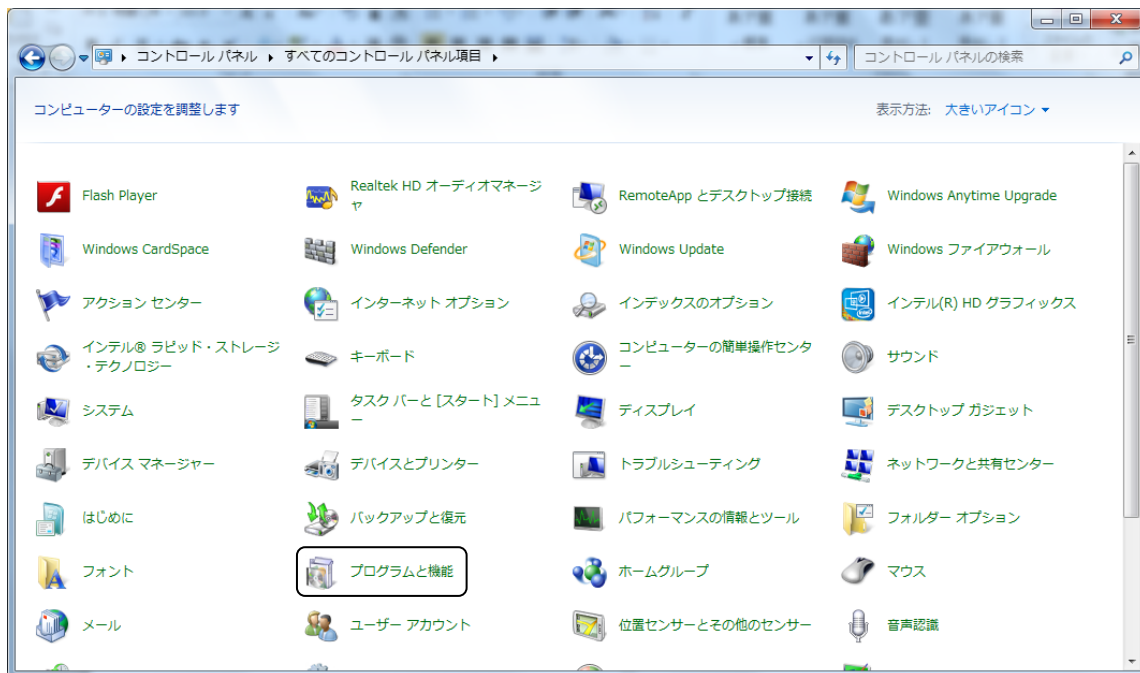 コントロール パネル ▸ すべてのコントロール パネル項目 ▸
コントロール パネルの検索
コンピューターの設定を調整します
表示方法: 大きいアイコン
Flash Player
Realtek HD オーディオマネージ
ャ
RemoteApp とデスクトップ接続
Windows Anytime Upgrade
Windows CardSpace
Windows Defender
Windows Update
Windows ファイアウォール
アクション センター
インターネット オプション
インデックスのオプション
インテル(R) HD グラフィックス
インテル® ラピッド・ストレージ
・テクノロジー
キーボード
コンピューターの簡単操作センタ
ー
サウンド
システム
タスク バーと [スタート] メニュ
ー
ディスプレイ
デスクトップ ガジェット
デバイス マネージャー
デバイスとプリンター
トラブルシューティング
ネットワークと共有センター
はじめに
バックアップと復元
パフォーマンスの情報とツール
フォルダー オプション
フォント
プログラムと機能
ホームグループ
マウス
メール
ユーザー アカウント
位置センサーとその他のセンサー
音声認識